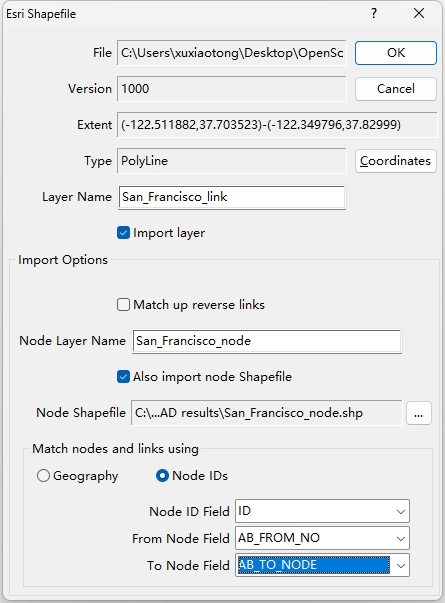 Esri Shapefile ? ×
File C:\Users\xuxiaotong\Desktop\OpenSc OK
Version 1000 Cancel
Extent (-122.511882,37.703523)-(-122.349796,37.82999)
Type PolyLine Coordinates
Layer Name San_Francisco_link
Import layer
Import Options
Match up reverse links
Node Layer Name San_Francisco_node
Also import node Shapefile
Node Shapefile C:\...AD results\San_Francisco_node.shp ...
Match nodes and links using
Geography Node IDs
Node ID Field ID
From Node Field AB_FROM_NO
To Node Field AB_TO_NODE